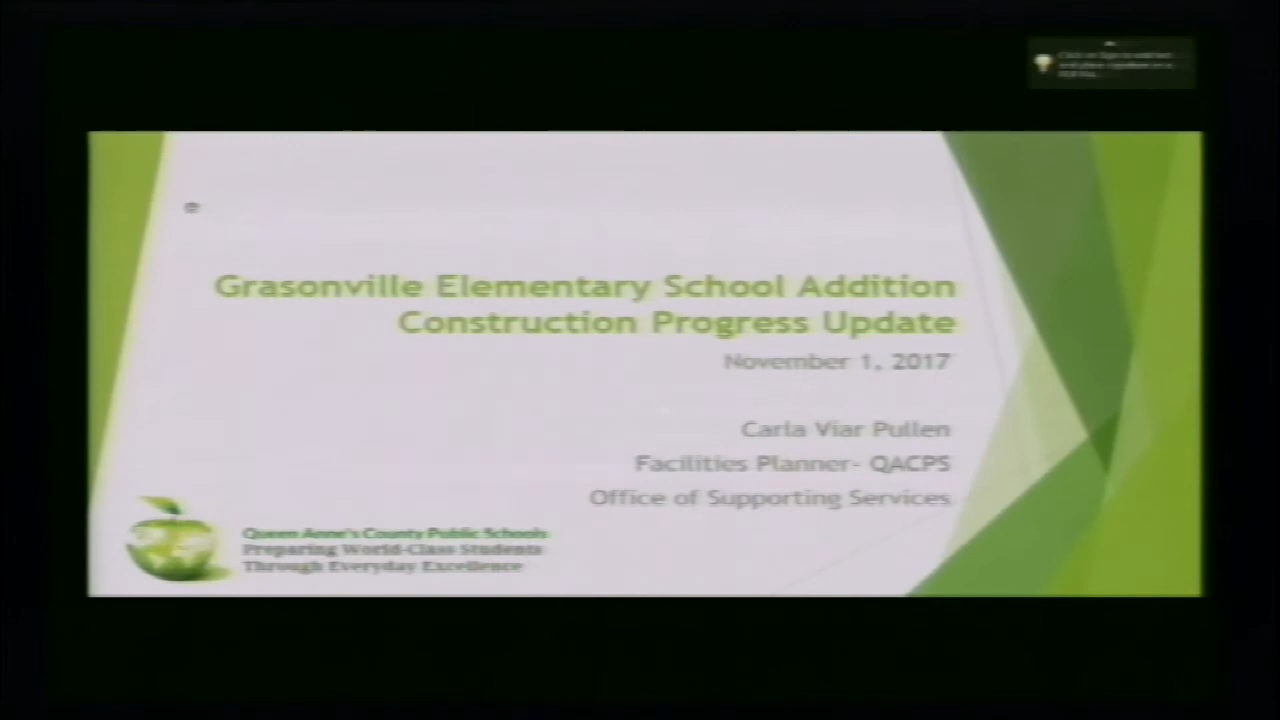 Grasonville Elementary School Addition
Construction Progress Update
November 1, 2017
Carla Viar Pullen
Facilities Planner- QACPS
Office of Supporting Services
Queen Anne's County Public Schools
Preparing World-Class Students
Through Everyday Excellence